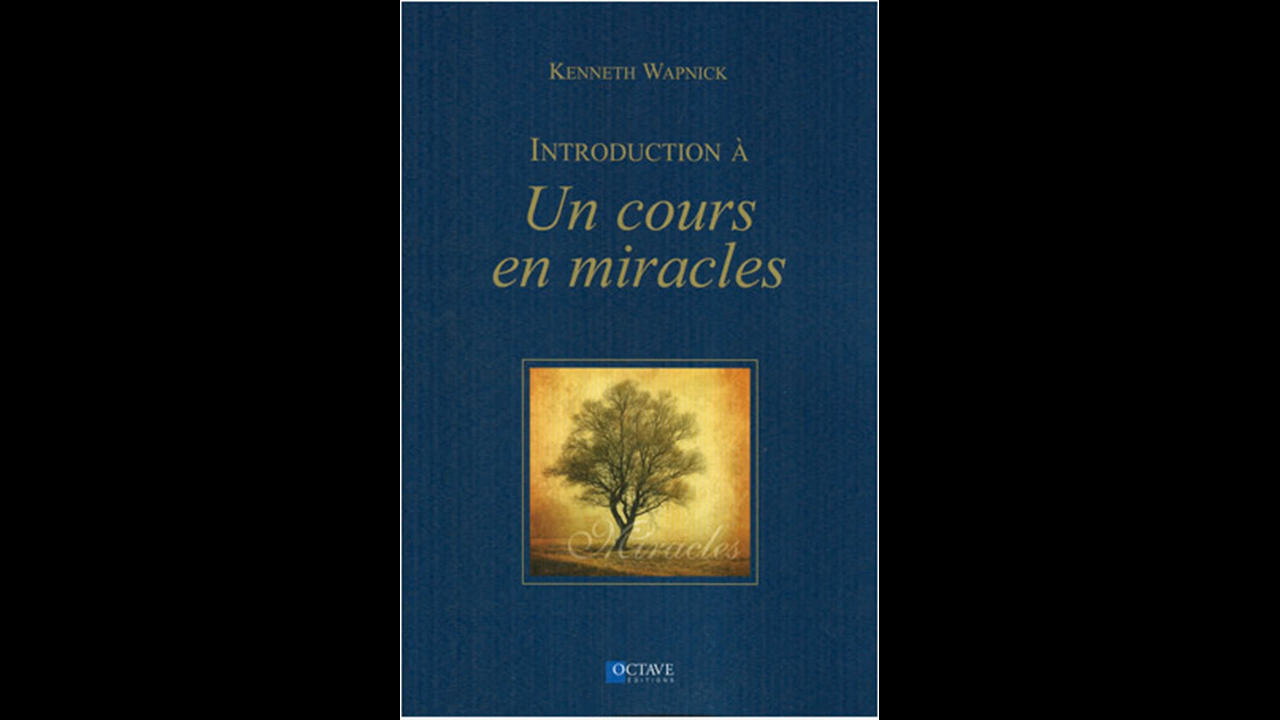 KENNETH WAPNICK
INTRODUCTION À
Un cours
en miracles
Miracles
OCTAVE
ÉDITIONS